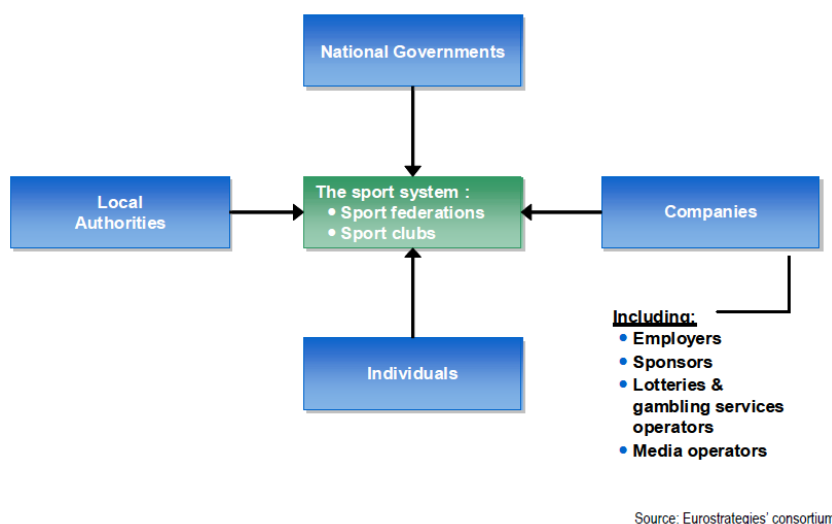 National Governments
Local
Authorities
The sport system :
• Sport federations
• Sport clubs
Companies
Individuals
Including:
• Employers
• Sponsors
• Lotteries &
gambling services
operators
• Media operators
Source: Eurostrategies' consortium